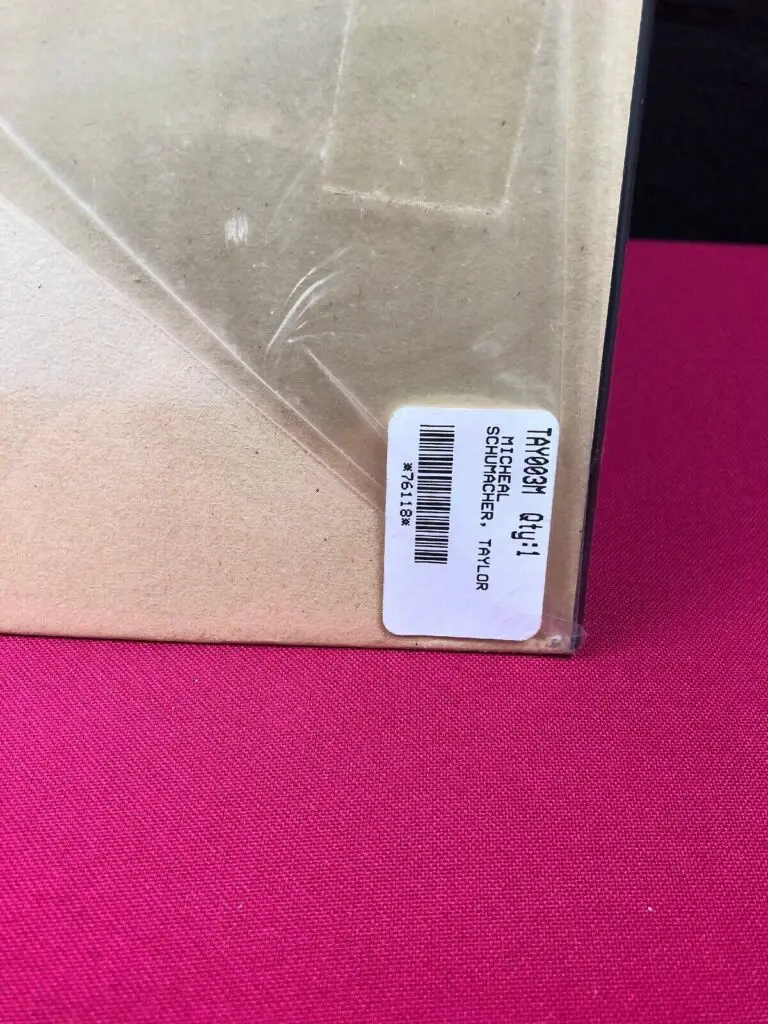 TAY003M Qty:1
MICHEAL
SCHUMACHER, TAYLOR
*76118*